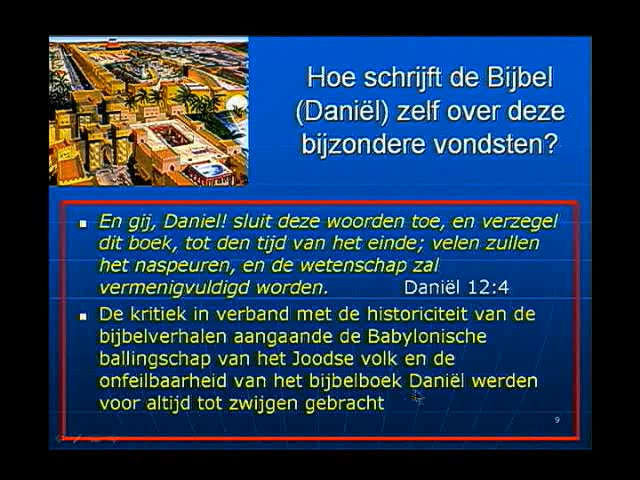 Hoe schrijft de Bijbel
(Daniël) zelf over deze
bijzondere vondsten?
En gij, Daniel! sluit deze woorden toe, en verzegel
dit boek, tot den tijd van het einde; velen zullen
het naspeuren, en de wetenschap zal
vermenigvuldigd worden. Daniël 12:4
De kritiek in verband met de historiciteit van de
bijbelverhalen aangaande de Babylonische
ballingschap van het Joodse volk en de
onfeilbaarheid van het bijbelboek Daniël werden
voor altijd tot zwijgen gebracht
9